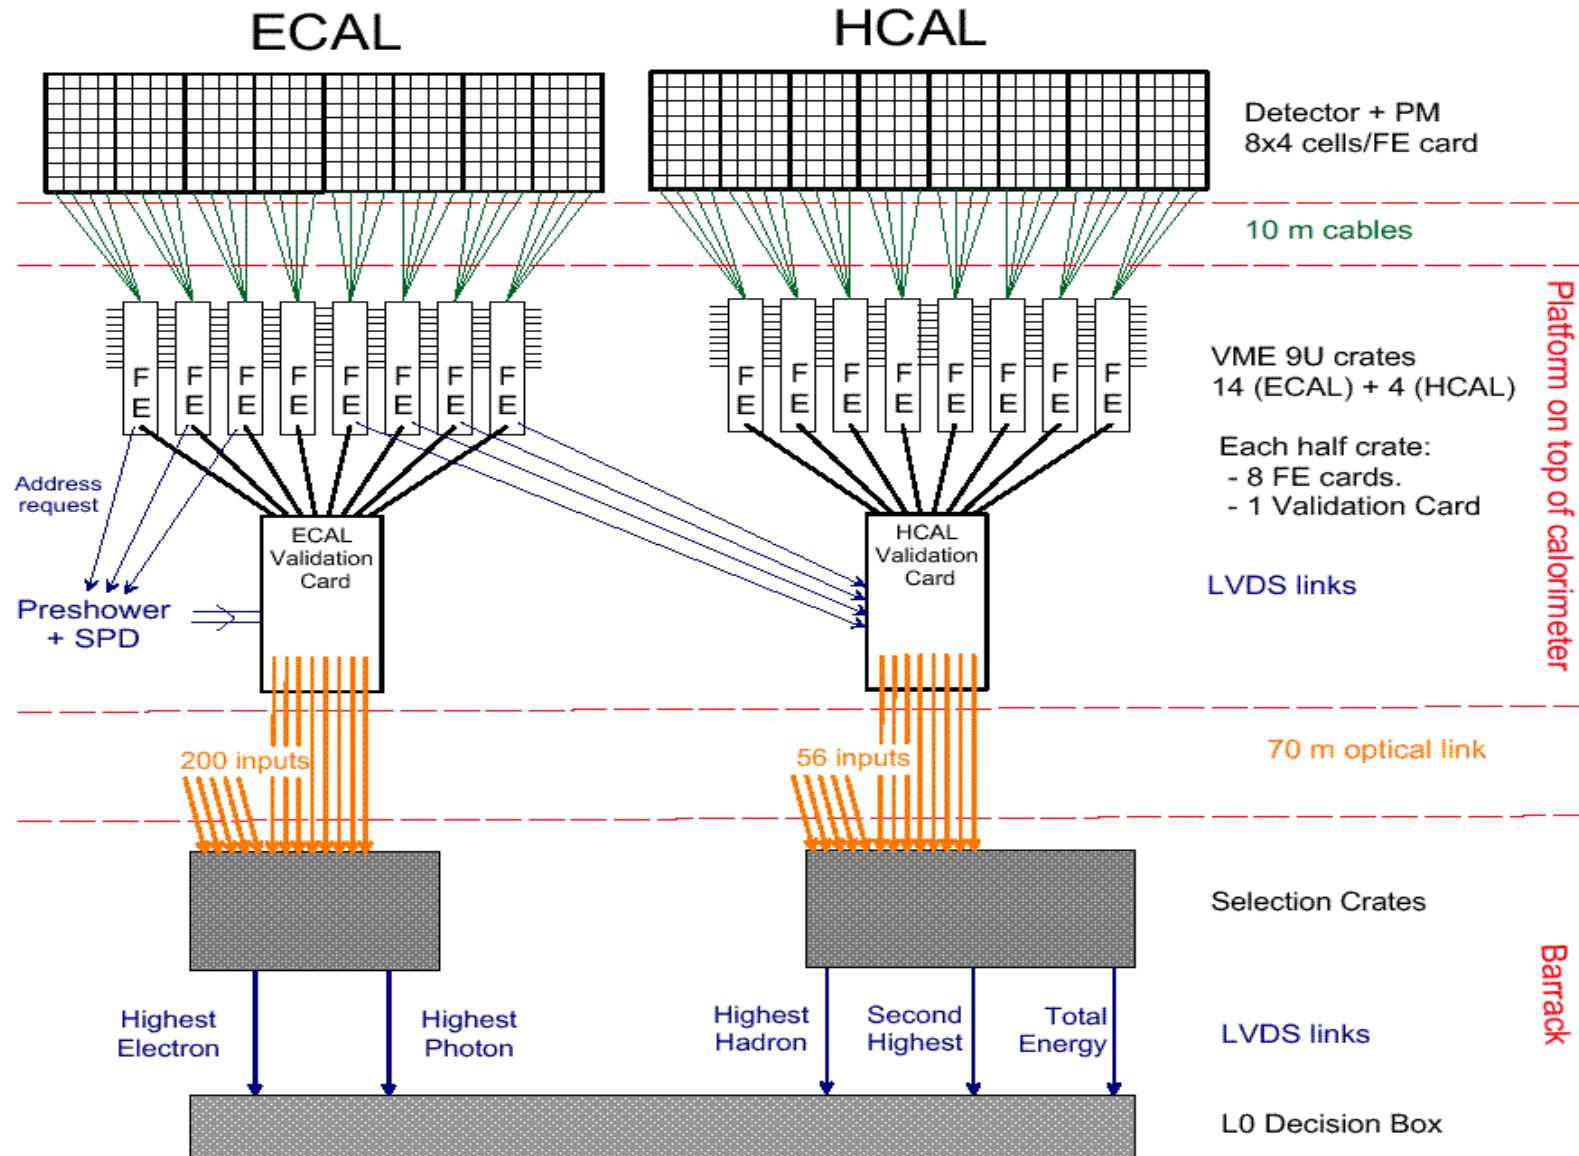 ECAL
HCAL
Detector + PM
8x4 cells/FE card
10 m cables
Platform on top of calorimeter
F
E
F
E
F
E
F
E
F
E
F
E
F
E
F
E
F
E
F
E
F
E
F
E
F
E
F
E
F
E
F
E
VME 9U crates
14 (ECAL) + 4 (HCAL)
Each half crate:
- 8 FE cards.
- 1 Validation Card
Address
request
ECAL
Validation
Card
HCAL
Validation
Card
LVDS links
Preshower
+ SPD
200 inputs
56 inputs
70 m optical link
Selection Crates
Barrack
Highest
Electron
Highest
Photon
Highest
Hadron
Second
Highest
Total
Energy
LVDS links
L0 Decision Box